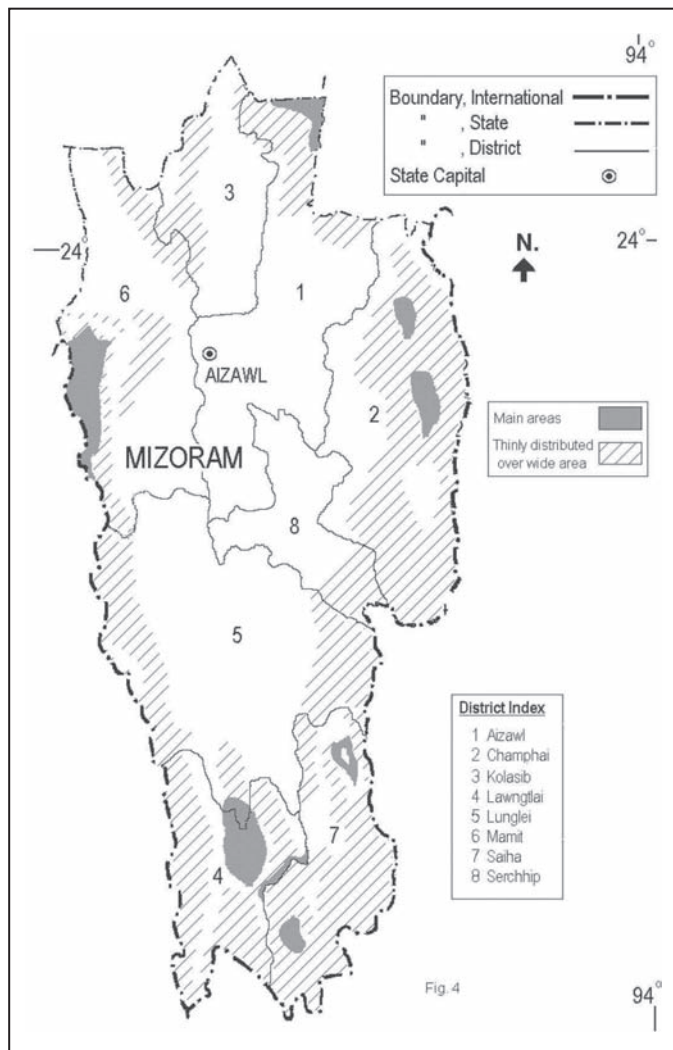 94°
Boundary, International
" , State
" , District
State Capital
24°
24°
N.
3
1
6
AIZAWL
2
Main areas
Thinly distributed
over wide area
MIZORAM
8
5
District Index
1 Aizawl
2 Champhai
3 Kolasib
4 Lawngtlai
5 Lunglei
6 Mamit
7 Saiha
8 Serchhip
7
4
Fig. 4
94°